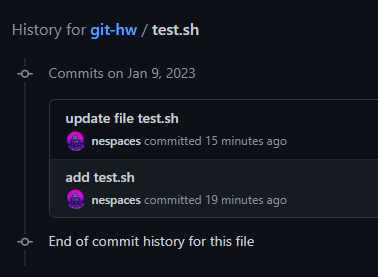 History for git-hw / test.sh
Commits on Jan 9, 2023
update file test.sh
nespaces committed 15 minutes ago
add test.sh
nespaces committed 19 minutes ago
End of commit history for this file